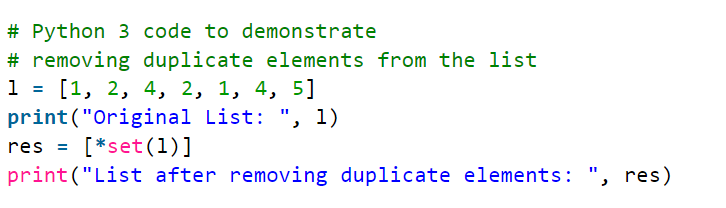 # Python 3 code to demonstrate
# removing duplicate elements from the list
l = [1, 2, 4, 2, 1, 4, 5]
print("Original List: ", l)
res = [*set(l)]
print("List after removing duplicate elements: ", res)